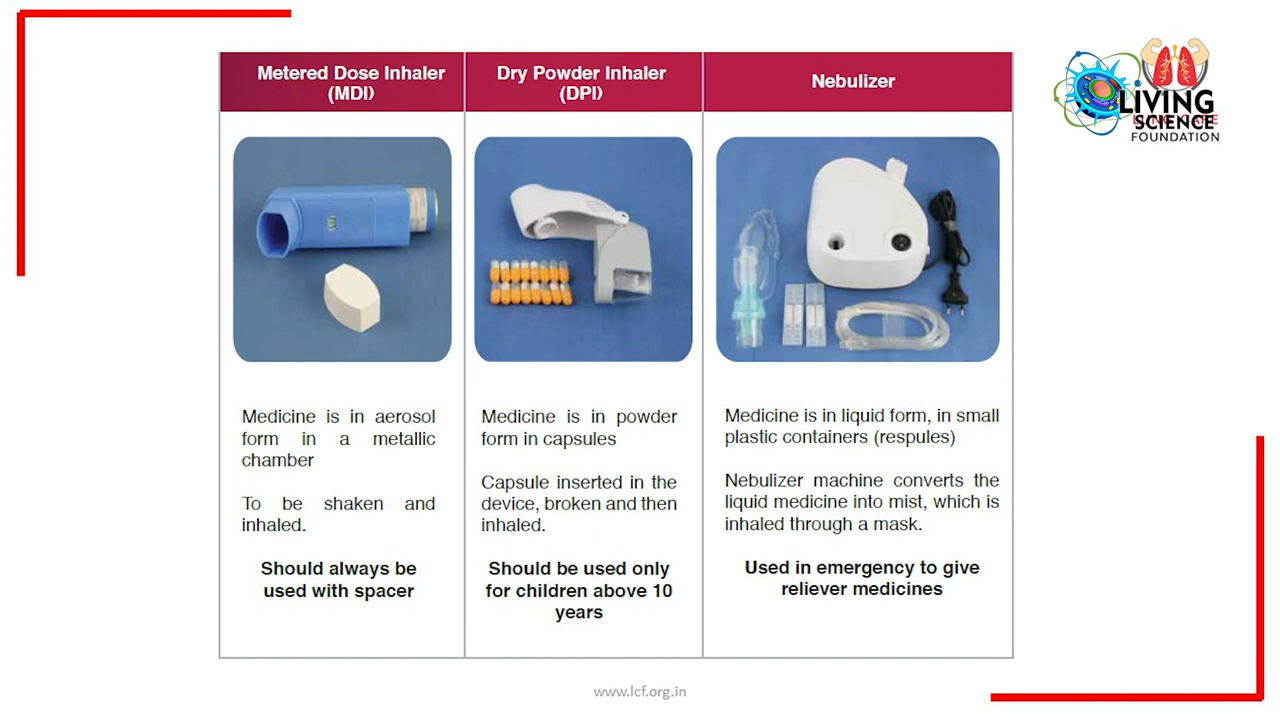 Metered Dose Inhaler
(MDI)
Dry Powder Inhaler
(DPI)
Nebulizer
LIVING
SCIENCE
FOUNDATION
Medicine is in aerosol
form in a metallic
chamber
To be shaken and
inhaled.
Should always be
used with spacer
Medicine is in powder
form in capsules
Capsule inserted in the
device, broken and then
inhaled.
Should be used only
for children above 10
years
Medicine is in liquid form, in small
plastic containers (respules)
Nebulizer machine converts the
liquid medicine into mist, which is
inhaled through a mask.
Used in emergency to give
reliever medicines
www.lcf.org.in